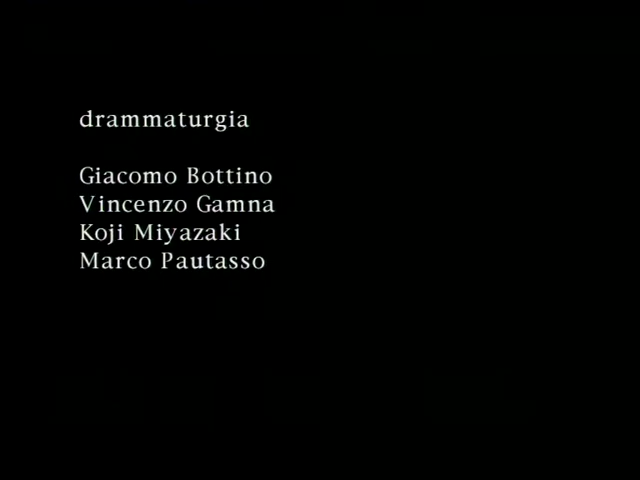 drammaturgia
Giacomo Bottino
Vincenzo Gamna
Koji Miyazaki
Marco Pautasso